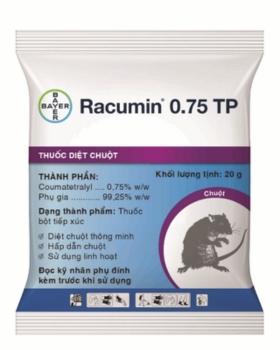 BAYER
BAYER
Racumin® 0.75 TP
THUỐC DIỆT CHUỘT
THÀNH PHẦN:
Khối lượng tịnh: 20 g
Coumatetralyl .... 0,75% w/w
Phụ gia ............ 99,25% w/w
Chuột
Dạng thành phẩm: Thuốc
bột tiếp xúc
Diệt chuột thông minh
Hấp dẫn chuột
Sử dụng linh hoạt
Đọc kỹ nhãn phụ đính
kèm trước khi sử dụng